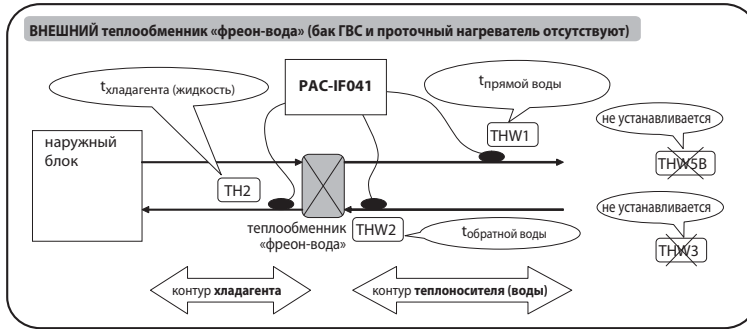 ВНЕШНИЙ теплообменник «фреон-вода» (бак ГВС и проточный нагреватель отсутствуют)
tхладагента (жидкость)
PAC-IF041
tпрямой воды
THW1
не устанавливается
THW5B
наружный
блок
TH2
теплообменник
«фреон-вода»
THW2
tобратной воды
не устанавливается
THW3
контур хладагента
контур теплоносителя (воды)